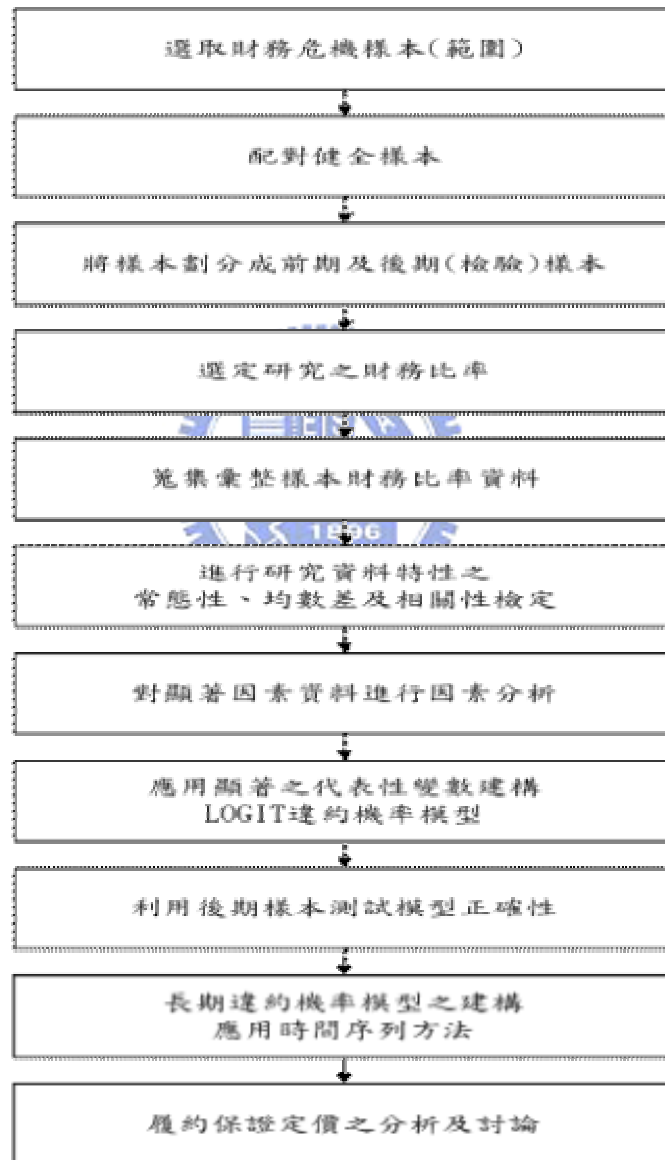 選取財務危機樣本(範圍)
配對健全樣本
將樣本劃分成前期及後期(檢驗)樣本
選定研究之財務比率
蒐集彙整樣本財務比率資料
1896
進行研究資料特性之
常態性、均數差及相關性檢定
對顯著因素資料進行因素分析
應用顯著之代表性變數建構
LOGIT違約機率模型
利用後期樣本測試模型正確性
長期違約機率模型之建構
應用時間序列方法
履約保證定價之分析及討論